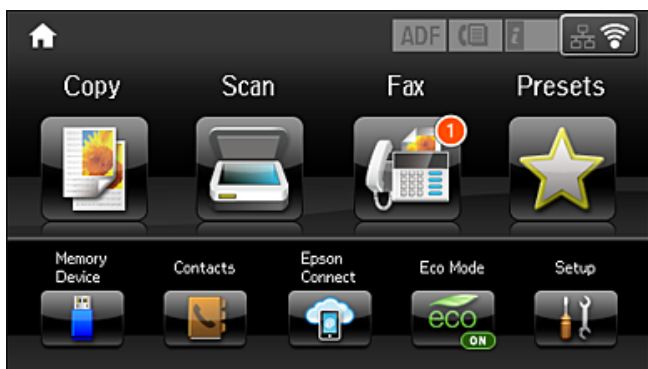 ADF i
Copy Scan Fax Presets
1
Memory Device Contacts Epson Connect Eco Mode Setup
eco
ON